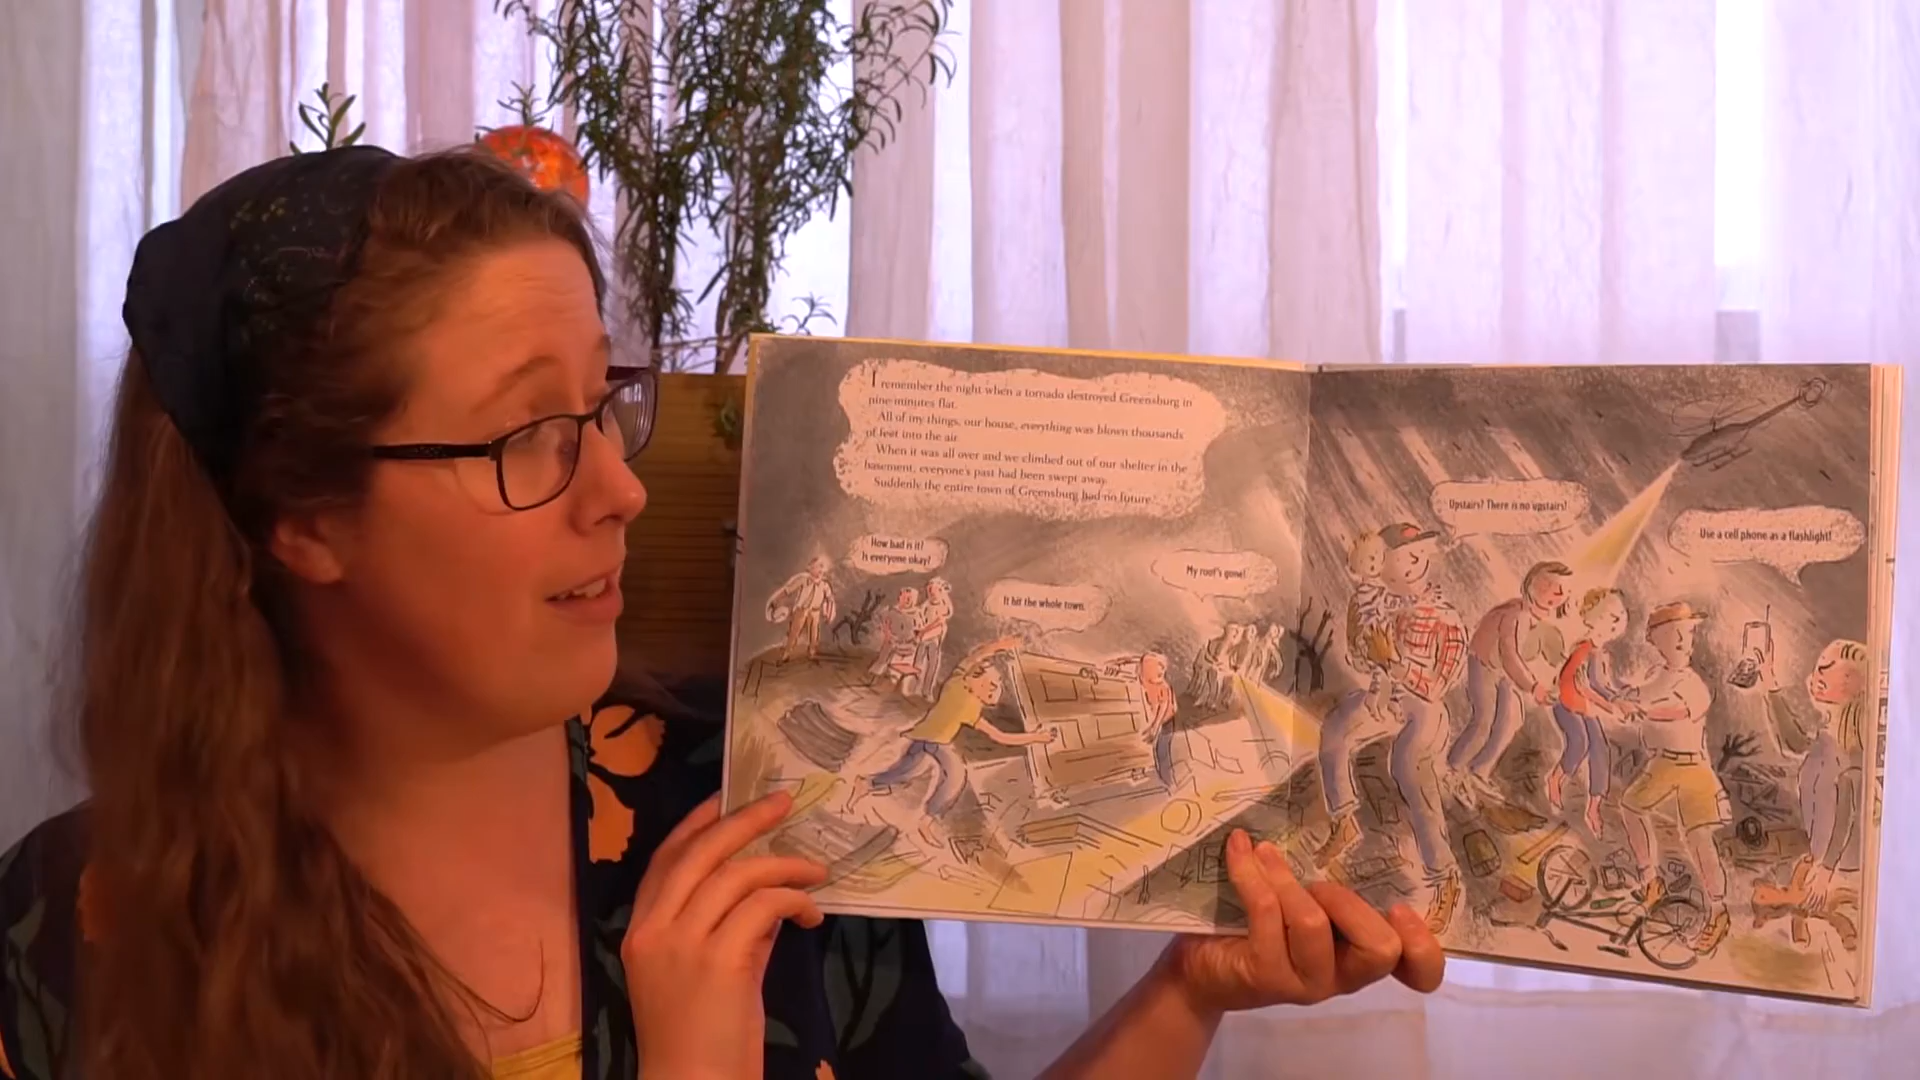 I remember the night when a tornado destroyed Greensburg in
nine minutes flat.
All of my things, our house, everything was blown thousands
of feet into the air.
When it was all over and we climbed out of our shelter in the
basement, everyone's past had been swept away.
Suddenly the entire town of Greensburg had no future.
How bad is it?
Is everyone okay?
It hit the whole town.
My roof's gone!
Upstairs? There is no upstairs!
Use a cell phone as a flashlight!